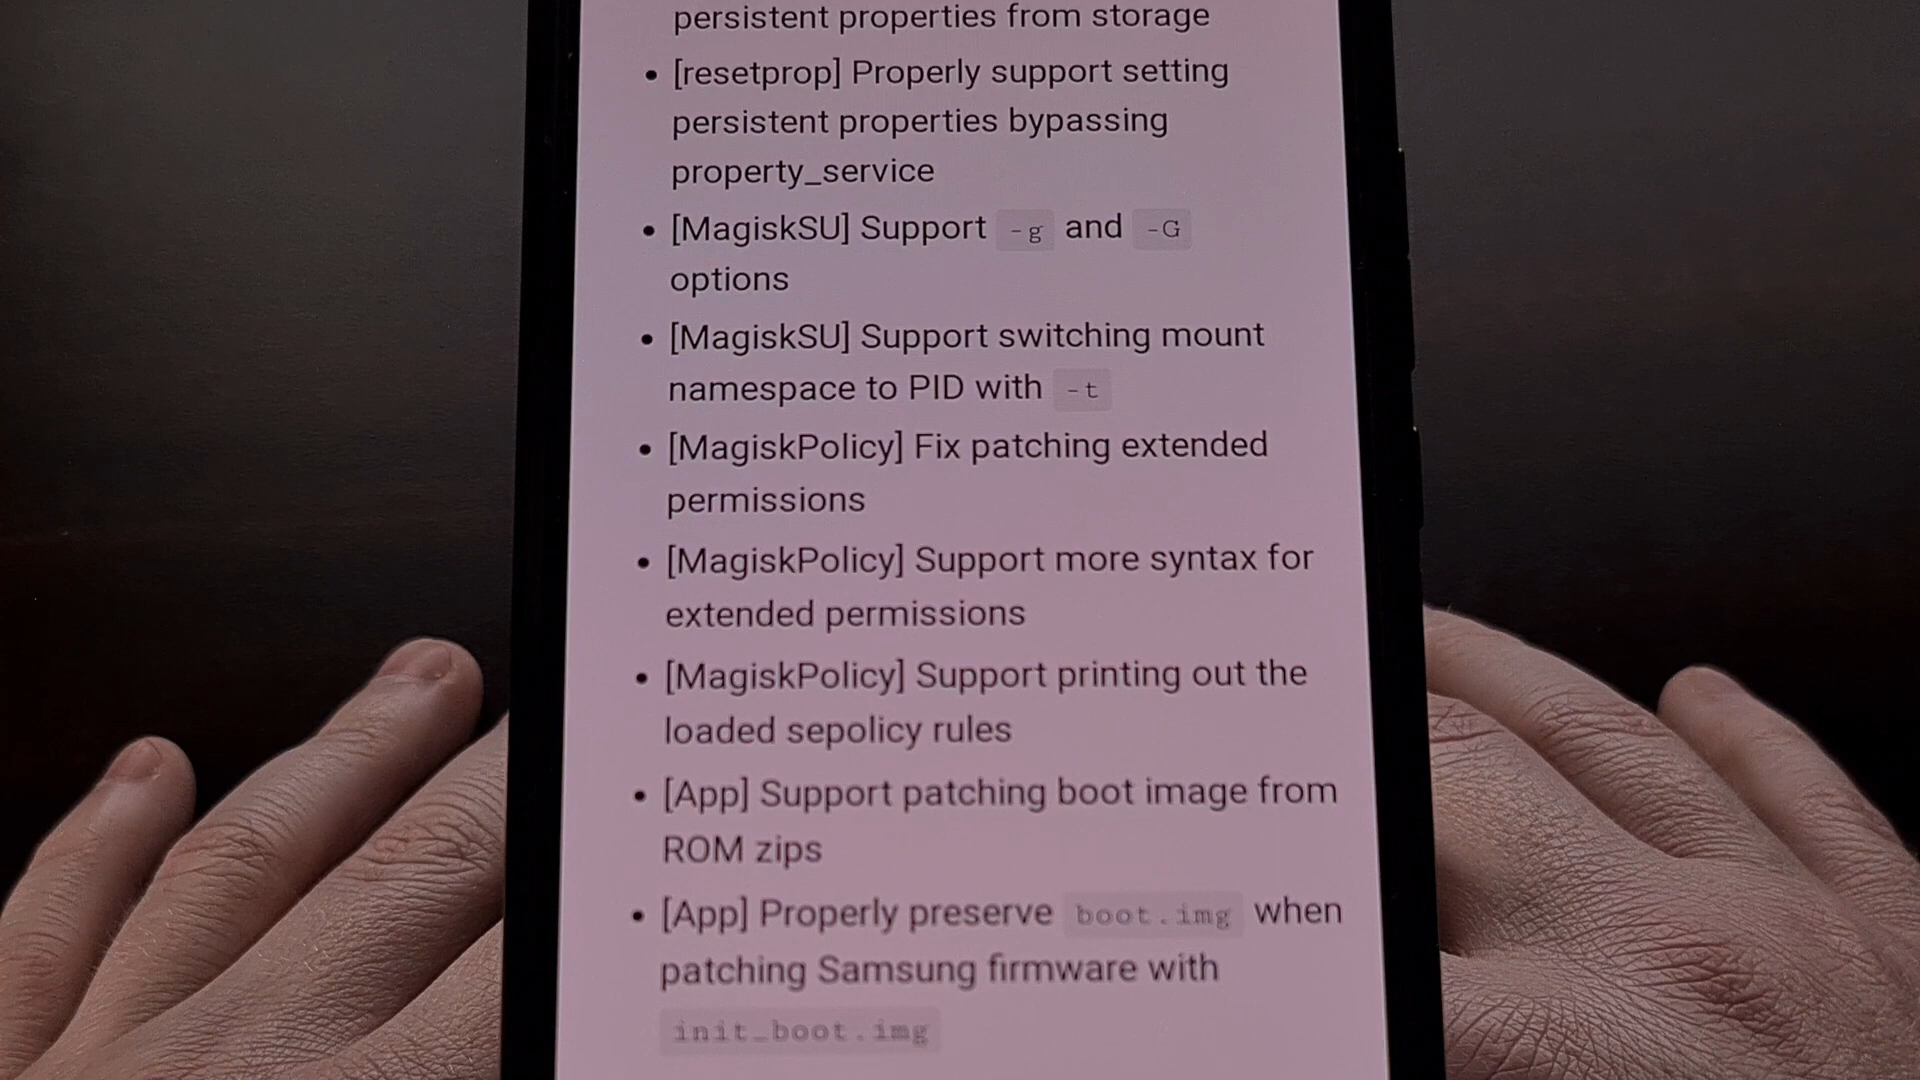 persistent properties from storage
• [resetprop] Properly support setting
persistent properties bypassing
property_service
• [MagiskSU] Support -g and -G
options
• [MagiskSU] Support switching mount
namespace to PID with -t
• [MagiskPolicy] Fix patching extended
permissions
• [MagiskPolicy] Support more syntax for
extended permissions
• [MagiskPolicy] Support printing out the
loaded sepolicy rules
• [App] Support patching boot image from
ROM zips
• [App] Properly preserve boot.img when
patching Samsung firmware with
init_boot.img